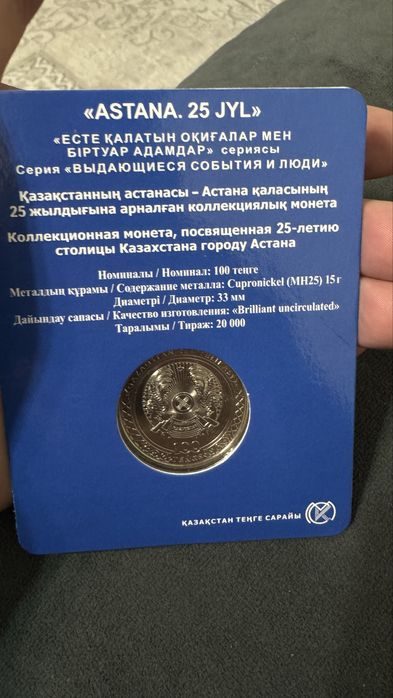 «ASTANA. 25 JYL»
«ЕСТЕ ҚАЛАТЫН ОҚИҒАЛАР МЕН
БІРТУАР АДАМДАР» сериясы
Серия «ВЫДАЮЩИЕСЯ СОБЫТИЯ И ЛЮДИ»
Қазақстанның астанасы – Астана қаласының
25 жылдығына арналған коллекциялық монета
Коллекционная монета, посвященная 25-летию
столицы Казахстана городу Астана
Номиналы / Номинал: 100 теңге
Металдың құрамы / Содержание металла: Cupronickel (МН25) 15 г
Диаметрі / Диаметр: 33 мм
Дайындау сапасы / Качество изготовления: «Brilliant uncirculated»
Таралымы / Тираж: 20 000
100
ҚАЗАҚСТАН ТЕҢГЕ САРАЙЫ